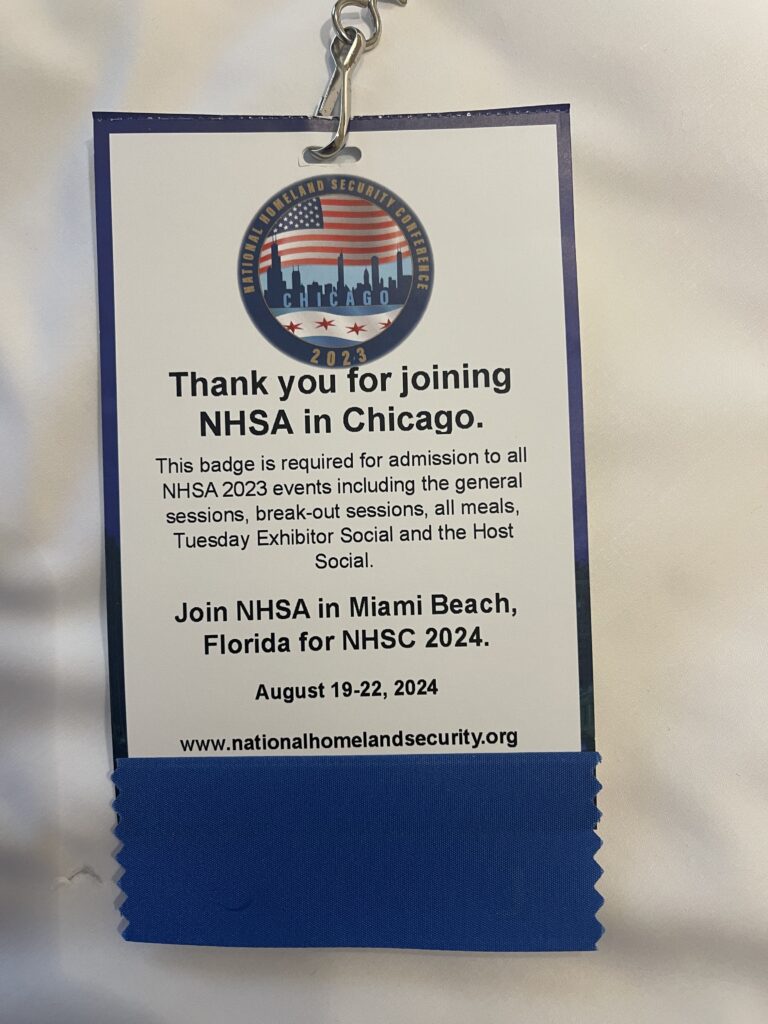 NATIONAL HOMELAND SECURITY CONFERENCE
CHICAGO
2023
Thank you for joining
NHSA in Chicago.
This badge is required for admission to all
NHSA 2023 events including the general
sessions, break-out sessions, all meals,
Tuesday Exhibitor Social and the Host
Social.
Join NHSA in Miami Beach,
Florida for NHSC 2024.
August 19-22, 2024
www.nationalhomelandsecurity.org